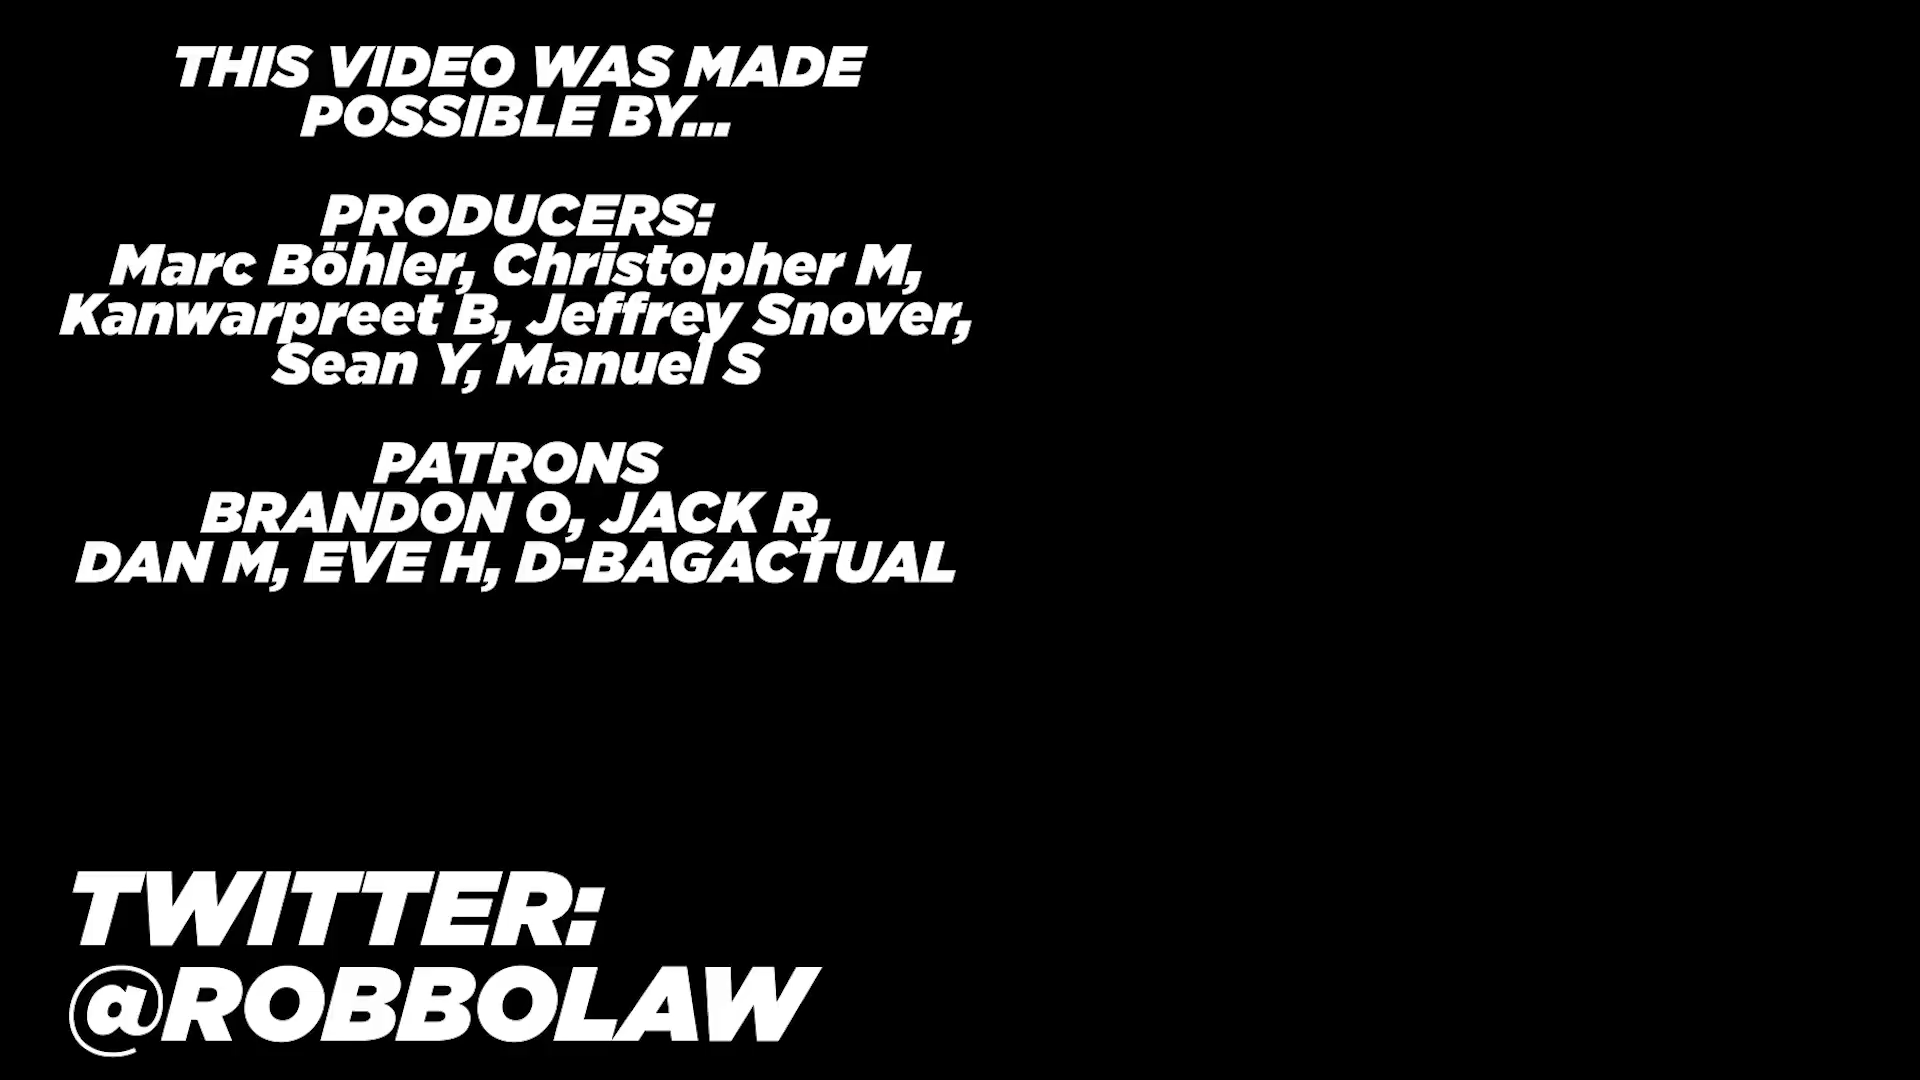 THIS VIDEO WAS MADE
POSSIBLE BY...
PRODUCERS:
Marc Böhler, Christopher M,
Kanwarpreet B, Jeffrey Snover,
Sean Y, Manuel S
PATRONS
BRANDON O, JACK R,
DAN M, EVE H, D-BAGACTUAL
TWITTER:
@ROBBOLAW